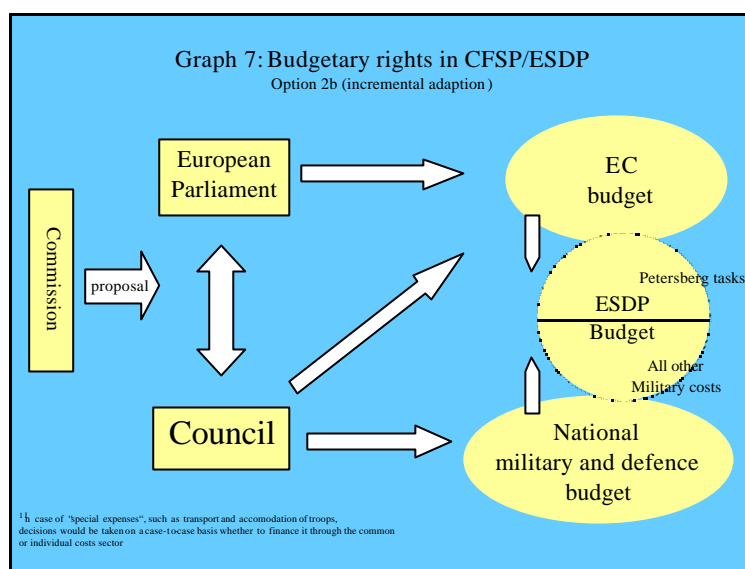 Graph 7: Budgetary rights in CFSP/ESDP
Option 2b (incremental adaption )
European
Parliament
EC
budget
Commission
proposal
Petersberg tasks
ESDP
Budget
All other
Military costs
Council
National
military and defence
budget
1 In case of "special expenses", such as transport and accomodation of troops,
decisions would be taken on a case-to-case basis whether to finance it through the common
or individual costs sector